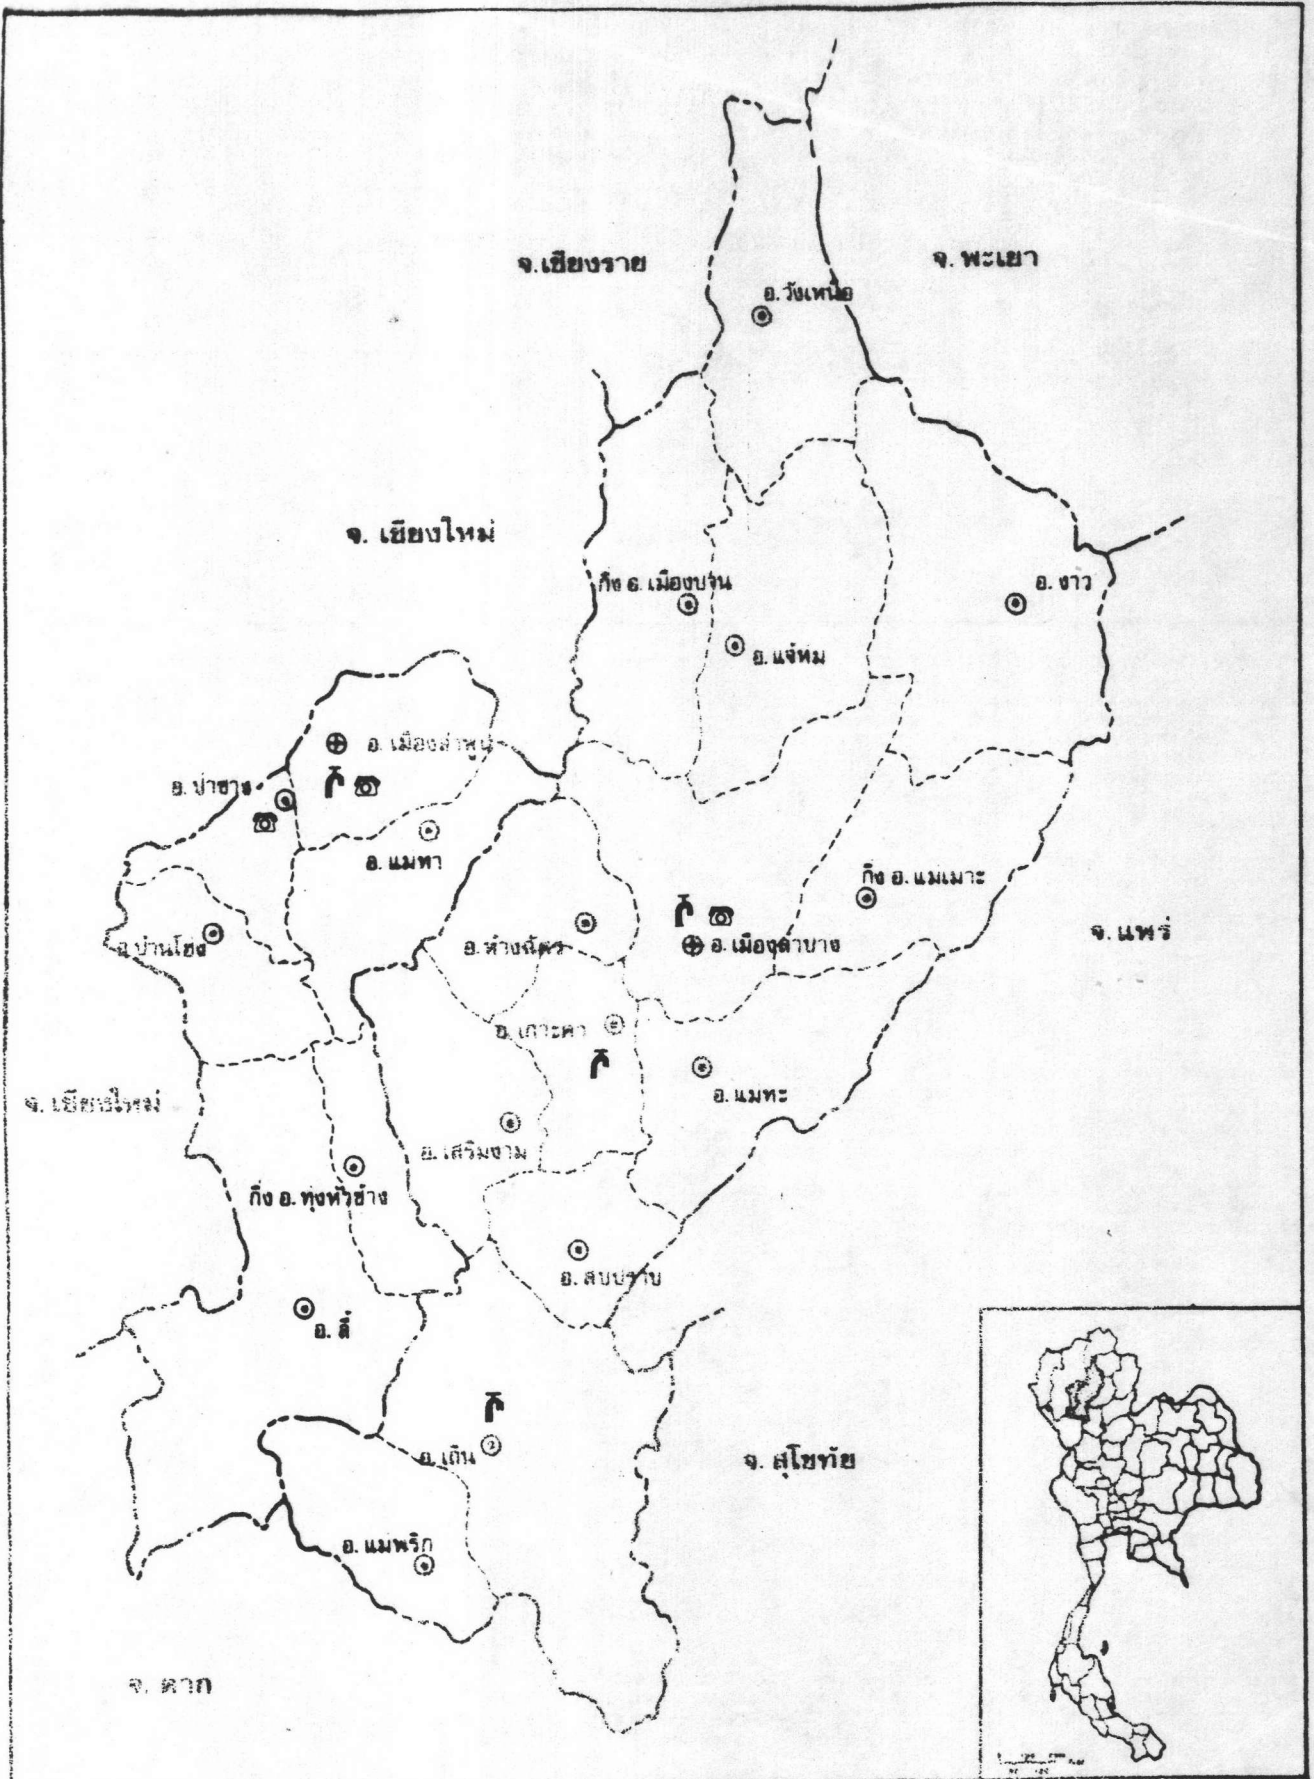 จ.เชียงราย
จ. พะเยา
อ. วังเหนือ
จ. เชียงใหม่
กิ่ง อ. เมืองปาน
อ. งาว
อ. แจ้ห่ม
อ. เมืองลำพูน
อ. ป่าซาง
อ. แม่ทา
กิ่ง อ. แม่เมาะ
อ.บ้านโฮ่ง
อ. ห้างฉัตร
อ. เมืองลำปาง
จ. แพร่
อ. เกาะคา
อ. แม่ทะ
จ. เชียงใหม่
อ. เสริมงาม
กิ่ง อ. ทุ่งหัวช้าง
อ. สบปราบ
อ. ลี้
อ. เถิน
จ. สุโขทัย
อ. แม่พริก
จ. ตาก